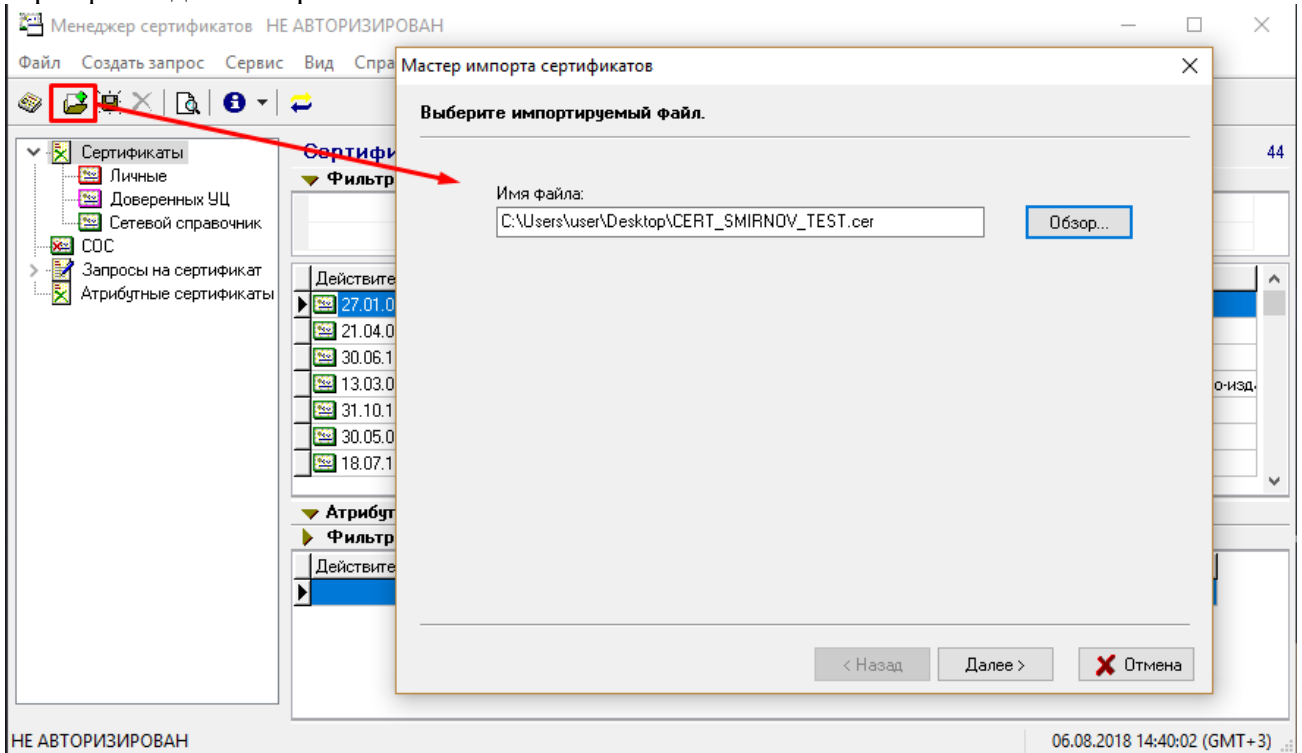 Менеджер сертификатов НЕ АВТОРИЗИРОВАН
Файл Создать запрос Сервис Вид Спра
Мастер импорта сертификатов
Выберите импортируемый файл.
Сертификаты
Личные
Доверенных УЦ
Сетевой справочник
СОС
Запросы на сертификат
Атрибутные сертификаты
Сертифи
44
Фильтр
Имя файла:
C:\Users\user\Desktop\CERT_SMIRNOV_TEST.cer
Обзор...
Действите
27.01.0
21.04.0
30.06.1
13.03.0
о-изд.
31.10.1
30.05.0
18.07.1
Атрибут
Фильтр
Действите
< Назад
Далее >
Отмена
НЕ АВТОРИЗИРОВАН
06.08.2018 14:40:02 (GMT+3)